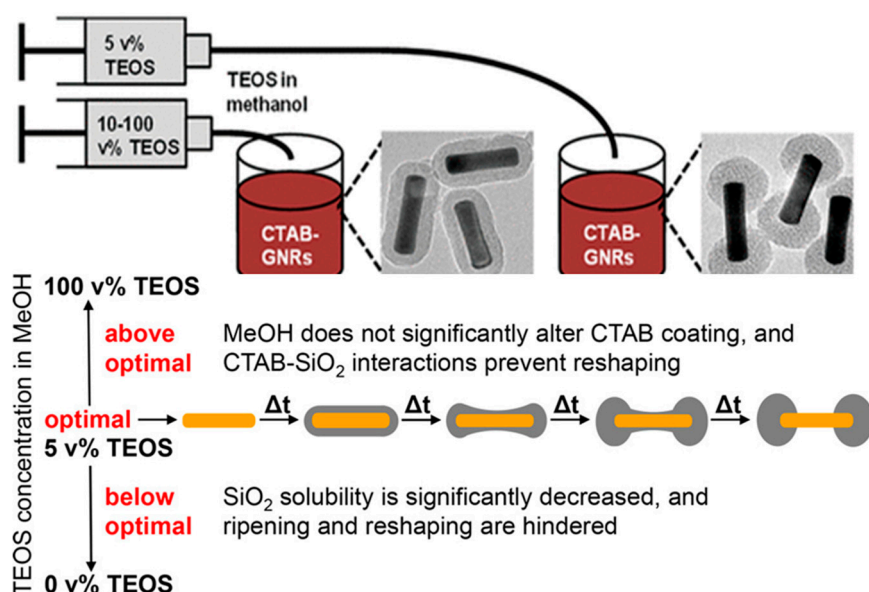 5 v%
TEOS
TEOS in
methanol
10-100
v% TEOS
CTAB-
GNRs
CTAB-
GNRs
TEOS concentration in MeOH
100 v% TEOS
above
optimal
MeOH does not significantly alter CTAB coating, and
CTAB-SiO₂ interactions prevent reshaping
optimal
5 v% TEOS
Δt
Δt
Δt
Δt
below
optimal
SiO₂ solubility is significantly decreased, and
ripening and reshaping are hindered
0 v% TEOS